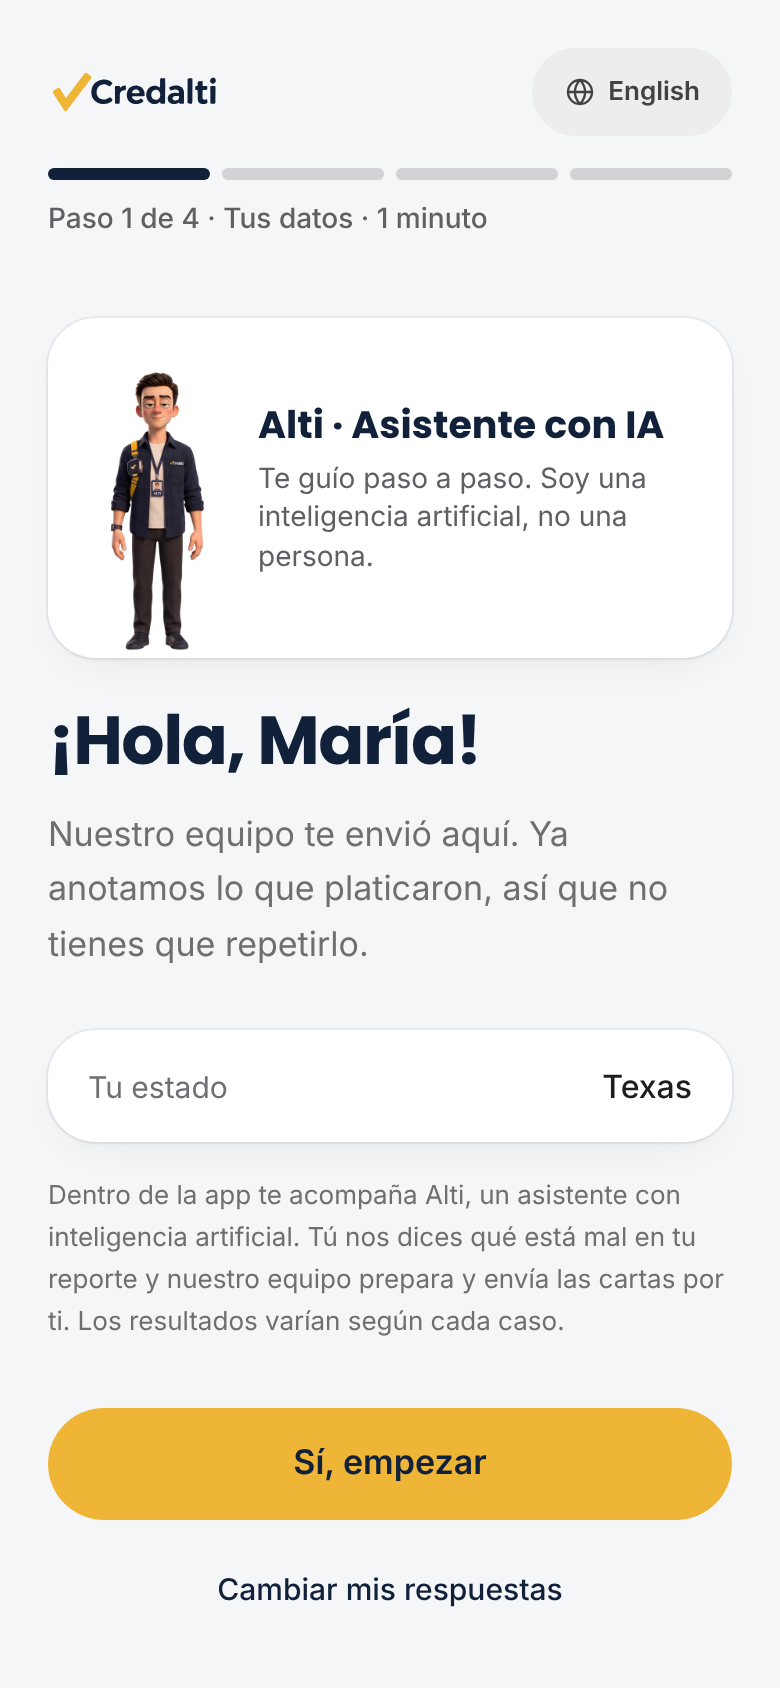 Credalti
English
Paso 1 de 4 · Tus datos · 1 minuto
Alti · Asistente con IA
Te guío paso a paso. Soy una
inteligencia artificial, no una
persona.
¡Hola, María!
Nuestro equipo te envió aquí. Ya
anotamos lo que platicaron, así que no
tienes que repetirlo.
Tu estado
Texas
Dentro de la app te acompaña Alti, un asistente con
inteligencia artificial. Tú nos dices qué está mal en tu
reporte y nuestro equipo prepara y envía las cartas por
ti. Los resultados varían según cada caso.
Sí, empezar
Cambiar mis respuestas